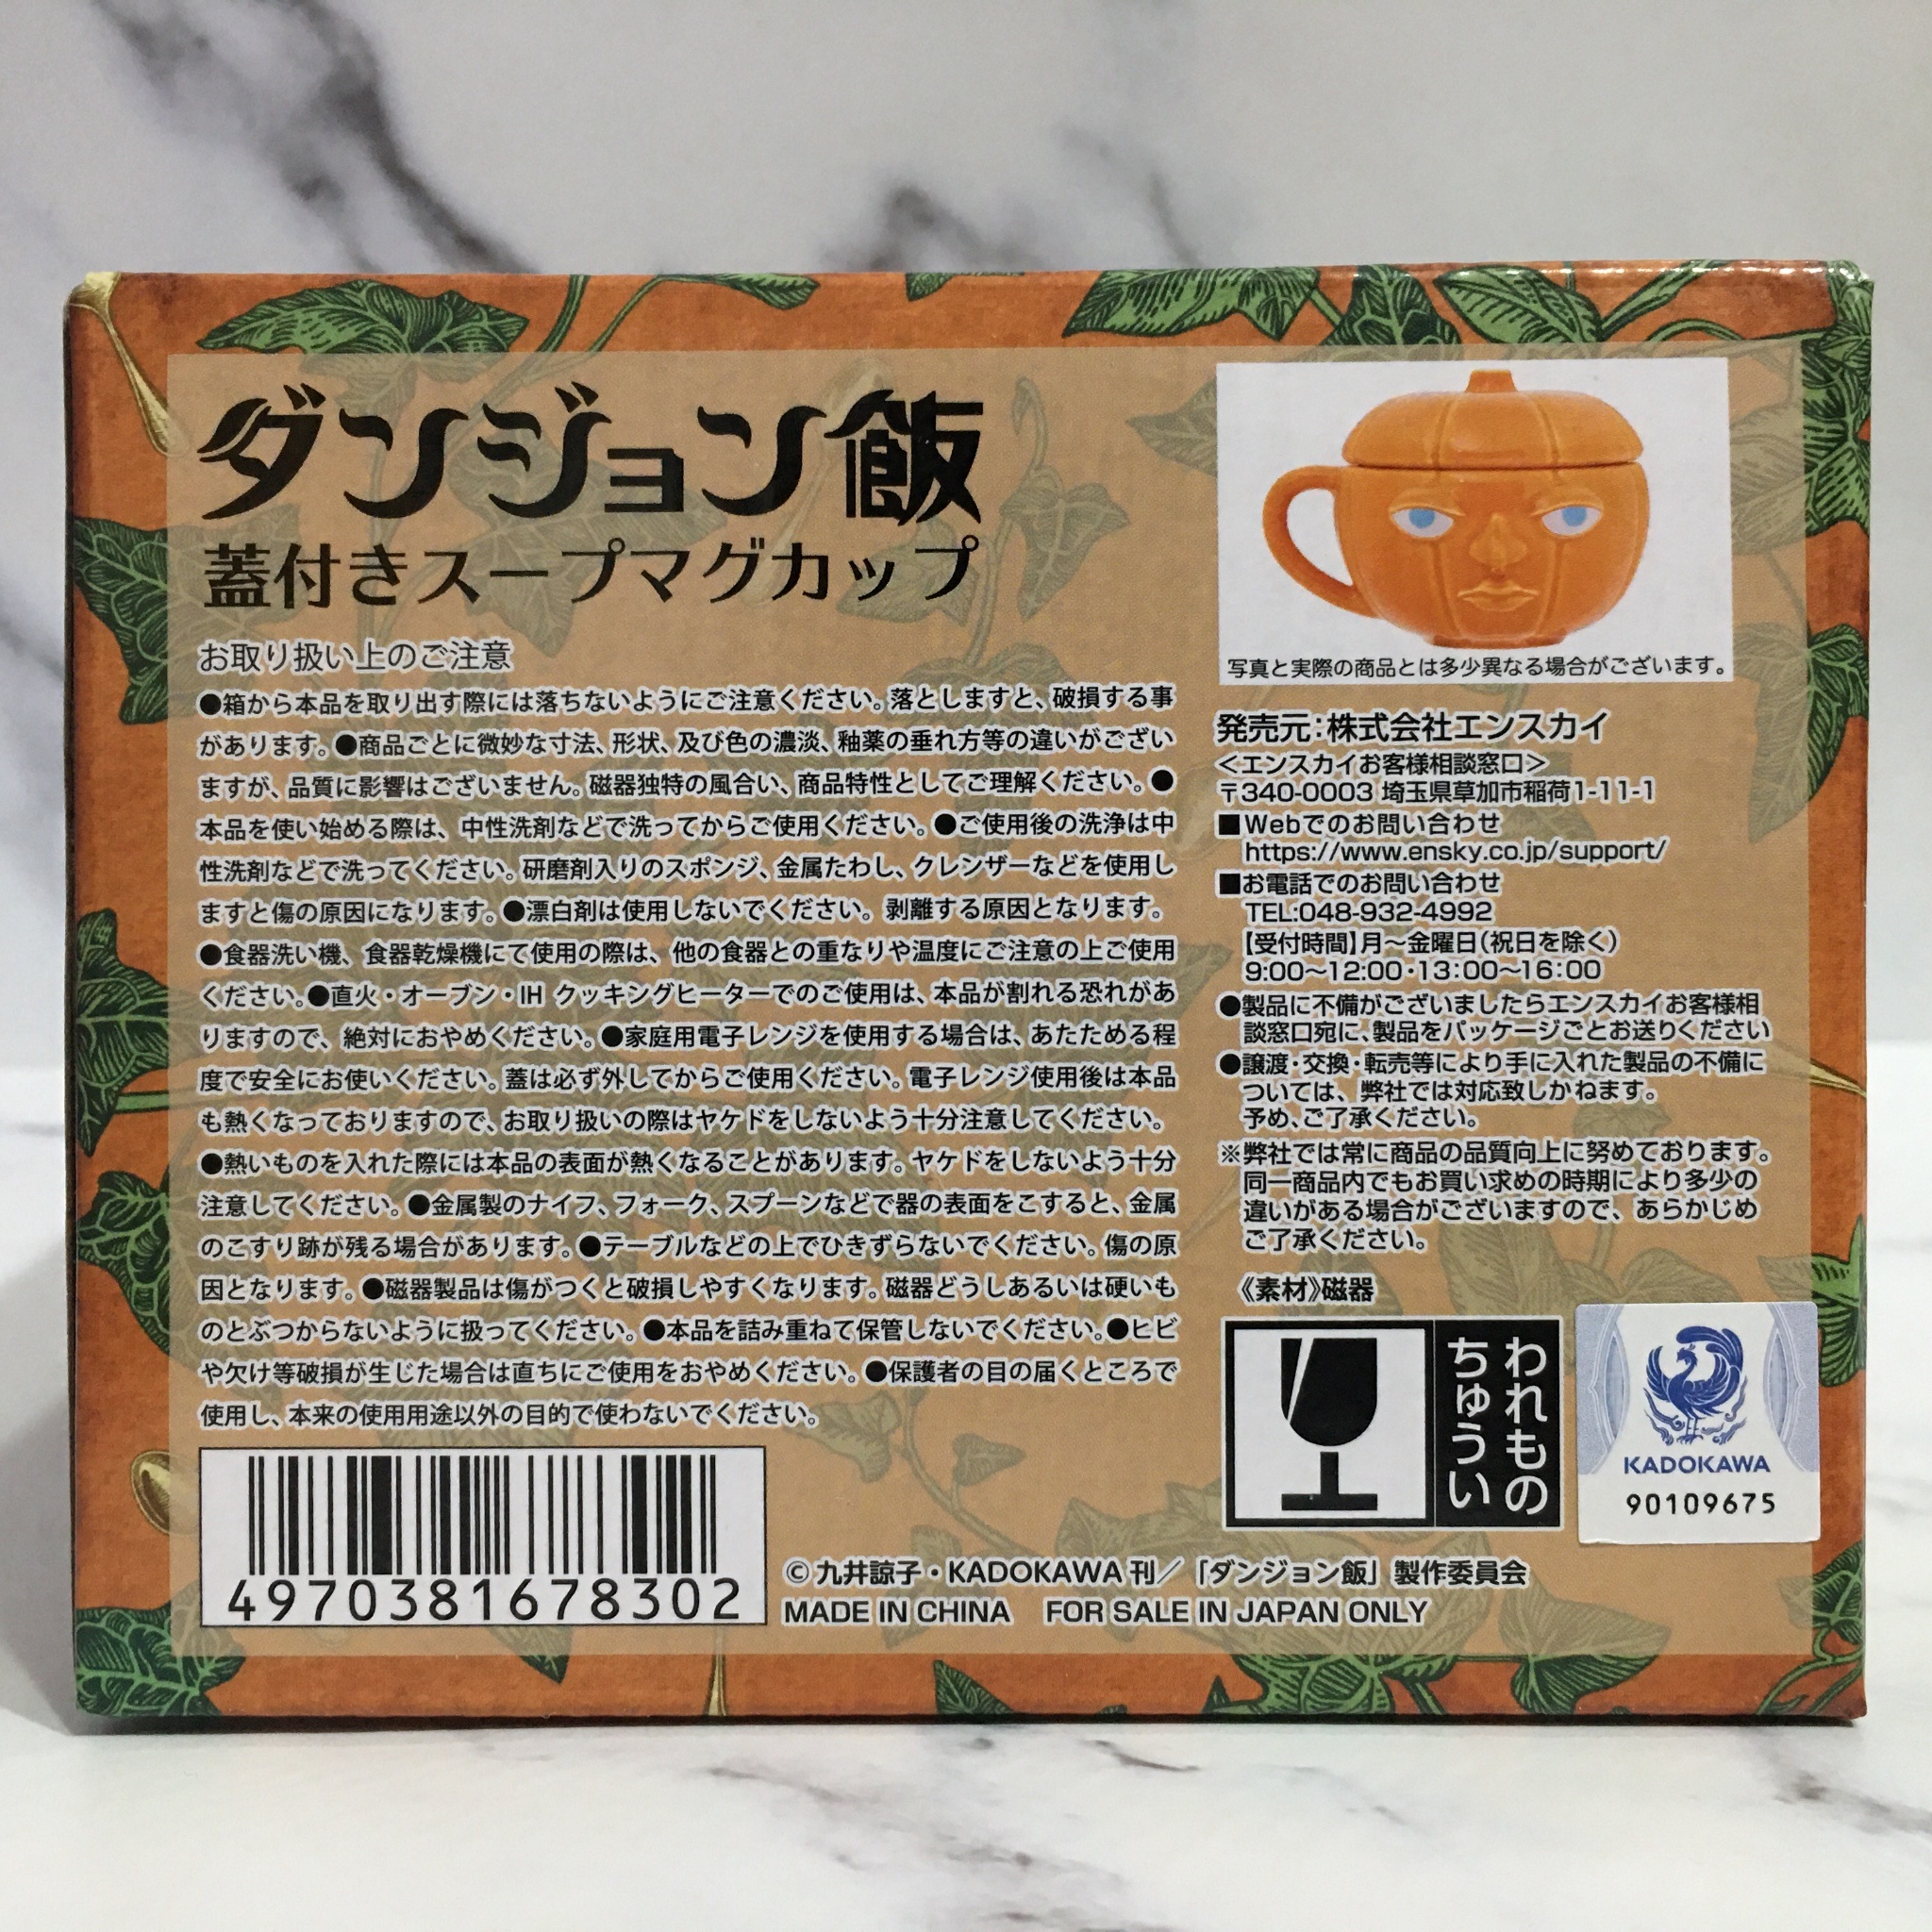 ダンジョン飯
蓋付きスープマグカップ
お取り扱い上のご注意
●箱から本品を取り出す際には落ちないようにご注意ください。落としますと、破損する事
があります。●商品ごとに微妙な寸法、形状、及び色の濃淡、釉薬の垂れ方等の違いがござい
ますが、品質に影響はございません。磁器独特の風合い、商品特性としてご理解ください。●
本品を使い始める際は、中性洗剤などで洗ってからご使用ください。●ご使用後の洗浄は中
性洗剤などで洗ってください。研磨剤入りのスポンジ、金属たわし、クレンザーなどを使用し
ますと傷の原因になります。●漂白剤は使用しないでください。剥離する原因となります。
●食器洗い機、食器乾燥機にて使用の際は、他の食器との重なりや温度にご注意の上ご使用
ください。●直火・オーブン・IH クッキングヒーターでのご使用は、本品が割れる恐れがあ
りますので、絶対におやめください。●家庭用電子レンジを使用する場合は、あたためる程
度で安全にお使いください。蓋は必ず外してからご使用ください。電子レンジ使用後は本品
も熱くなっておりますので、お取り扱いの際はヤケドをしないよう十分注意してください。
●熱いものを入れた際には本品の表面が熱くなることがあります。ヤケドをしないよう十分
注意してください。●金属製のナイフ、フォーク、スプーンなどで器の表面をこすると、金属
のこすり跡が残る場合があります。●テーブルなどの上でひきずらないでください。傷の原
因となります。●磁器製品は傷がつくと破損しやすくなります。磁器どうしあるいは硬いも
のとぶつからないように扱ってください。●本品を詰み重ねて保管しないでください。●ヒビ
や欠け等破損が生じた場合は直ちにご使用をおやめください。●保護者の目の届くところで
使用し、本来の使用用途以外の目的で使わないでください。
4970381678302
写真と実際の商品とは多少異なる場合がございます。
発売元:株式会社エンスカイ
＜エンスカイお客様相談窓口＞
〒340-0003 埼玉県草加市稲荷1-11-1
■Webでのお問い合わせ
https://www.ensky.co.jp/support/
■お電話でのお問い合わせ
TEL:048-932-4992
【受付時間】月～金曜日(祝日を除く)
9:00～12:00・13:00～16:00
●製品に不備がございましたらエンスカイお客様相
談窓口宛に、製品をパッケージごとお送りください
●譲渡・交換・転売等により手に入れた製品の不備に
ついては、弊社では対応致しかねます。
予め、ご了承ください。
※弊社では常に商品の品質向上に努めております。
同一商品内でもお買い求めの時期により多少の
違いがある場合がございますので、あらかじめ
ご了承ください。
《素材》磁器
われもの
ちゅうい
KADOKAWA
90109675
©九井諒子・KADOKAWA刊／「ダンジョン飯」製作委員会
MADE IN CHINA FOR SALE IN JAPAN ONLY